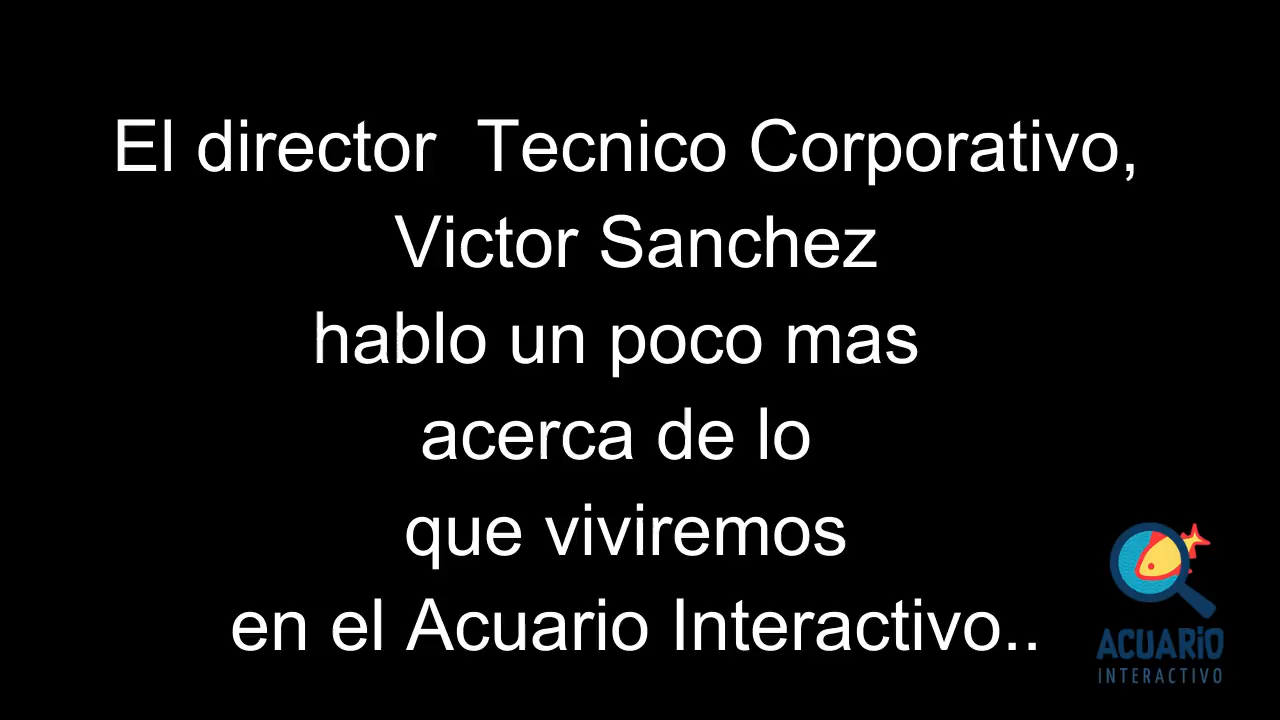 El director  Tecnico Corporativo,
Victor Sanchez
hablo un poco mas
acerca de lo
que viviremos
en el Acuario Interactivo..
ACUARiO
INTERACTIVO